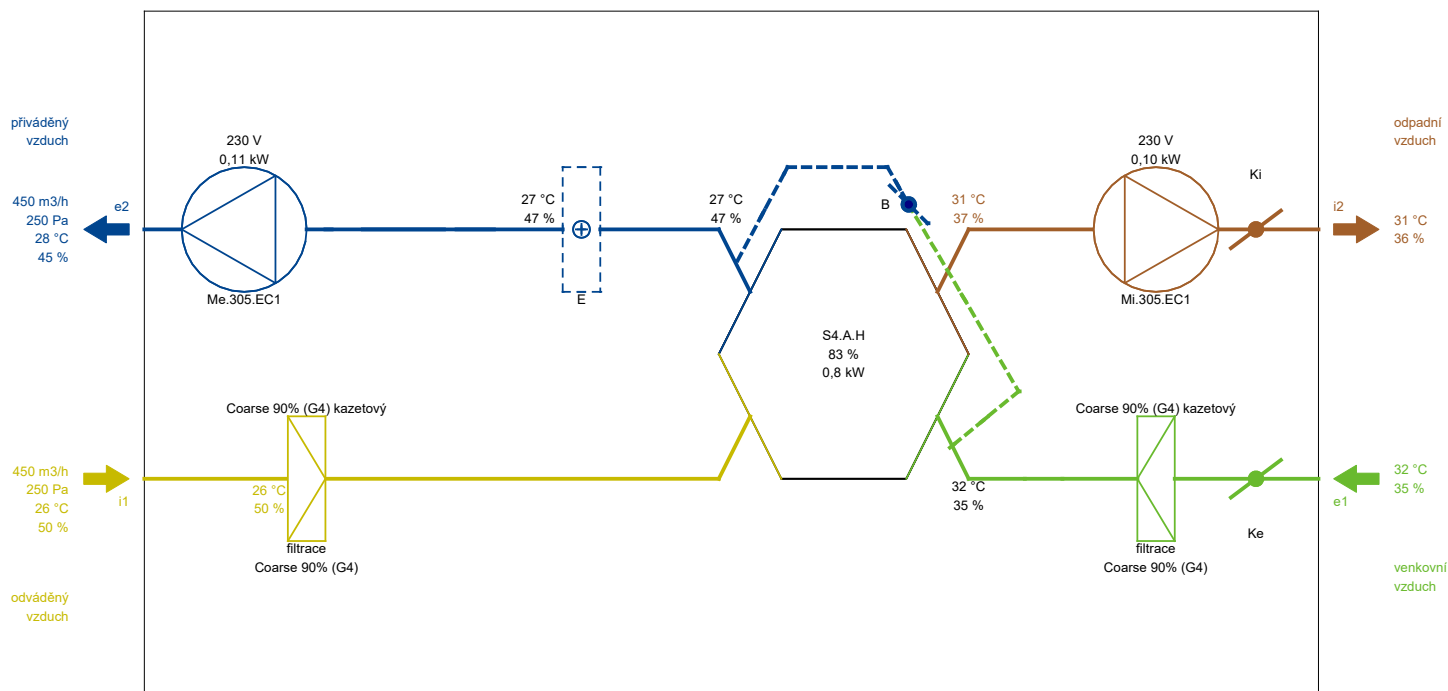 přiváděný
vzduch
450 m3/h
250 Pa
28 °C
45 %
e2
230 V
0,11 kW
Me.305.EC1
27 °C
47 %
E
27 °C
47 %
B
31 °C
37 %
230 V
0,10 kW
Mi.305.EC1
Ki
i2
odpadní
vzduch
31 °C
36 %
S4.A.H
83 %
0,8 kW
Coarse 90% (G4) kazetový
450 m3/h
250 Pa
26 °C
50 %
i1
26 °C
50 %
filtrace
Coarse 90% (G4)
odváděný
vzduch
32 °C
35 %
Coarse 90% (G4) kazetový
filtrace
Coarse 90% (G4)
Ke
e1
32 °C
35 %
venkovní
vzduch